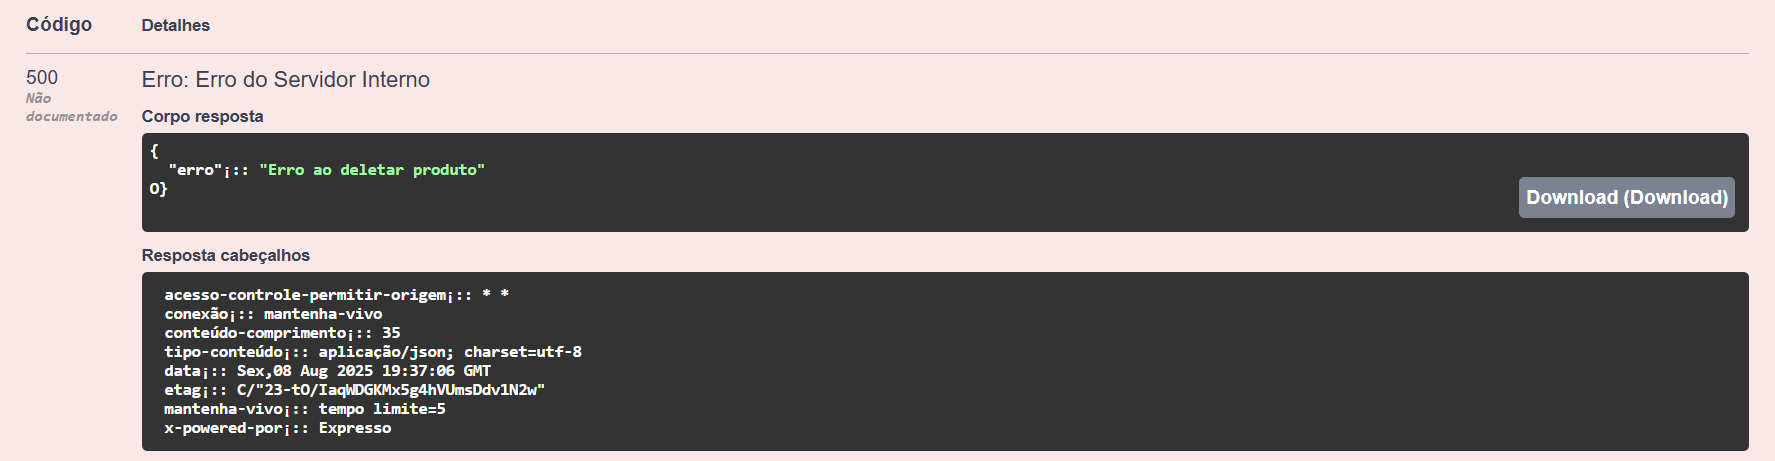 Código Detalhes
500 Erro: Erro do Servidor Interno
Não
documentado
Corpo resposta
{
"erro"¡:: "Erro ao deletar produto"
O}
Download (Download)
Resposta cabeçalhos
acesso-controle-permitir-origem¡:: * *
conexão¡:: mantenha-vivo
conteúdo-comprimento¡:: 35
tipo-conteúdo¡:: aplicação/json; charset=utf-8
data¡:: Sex,08 Aug 2025 19:37:06 GMT
etag¡:: C/"23-tO/IaqWDGKMx5g4hVUmsDdv1N2w"
mantenha-vivo¡:: tempo limite=5
x-powered-por¡:: Expresso